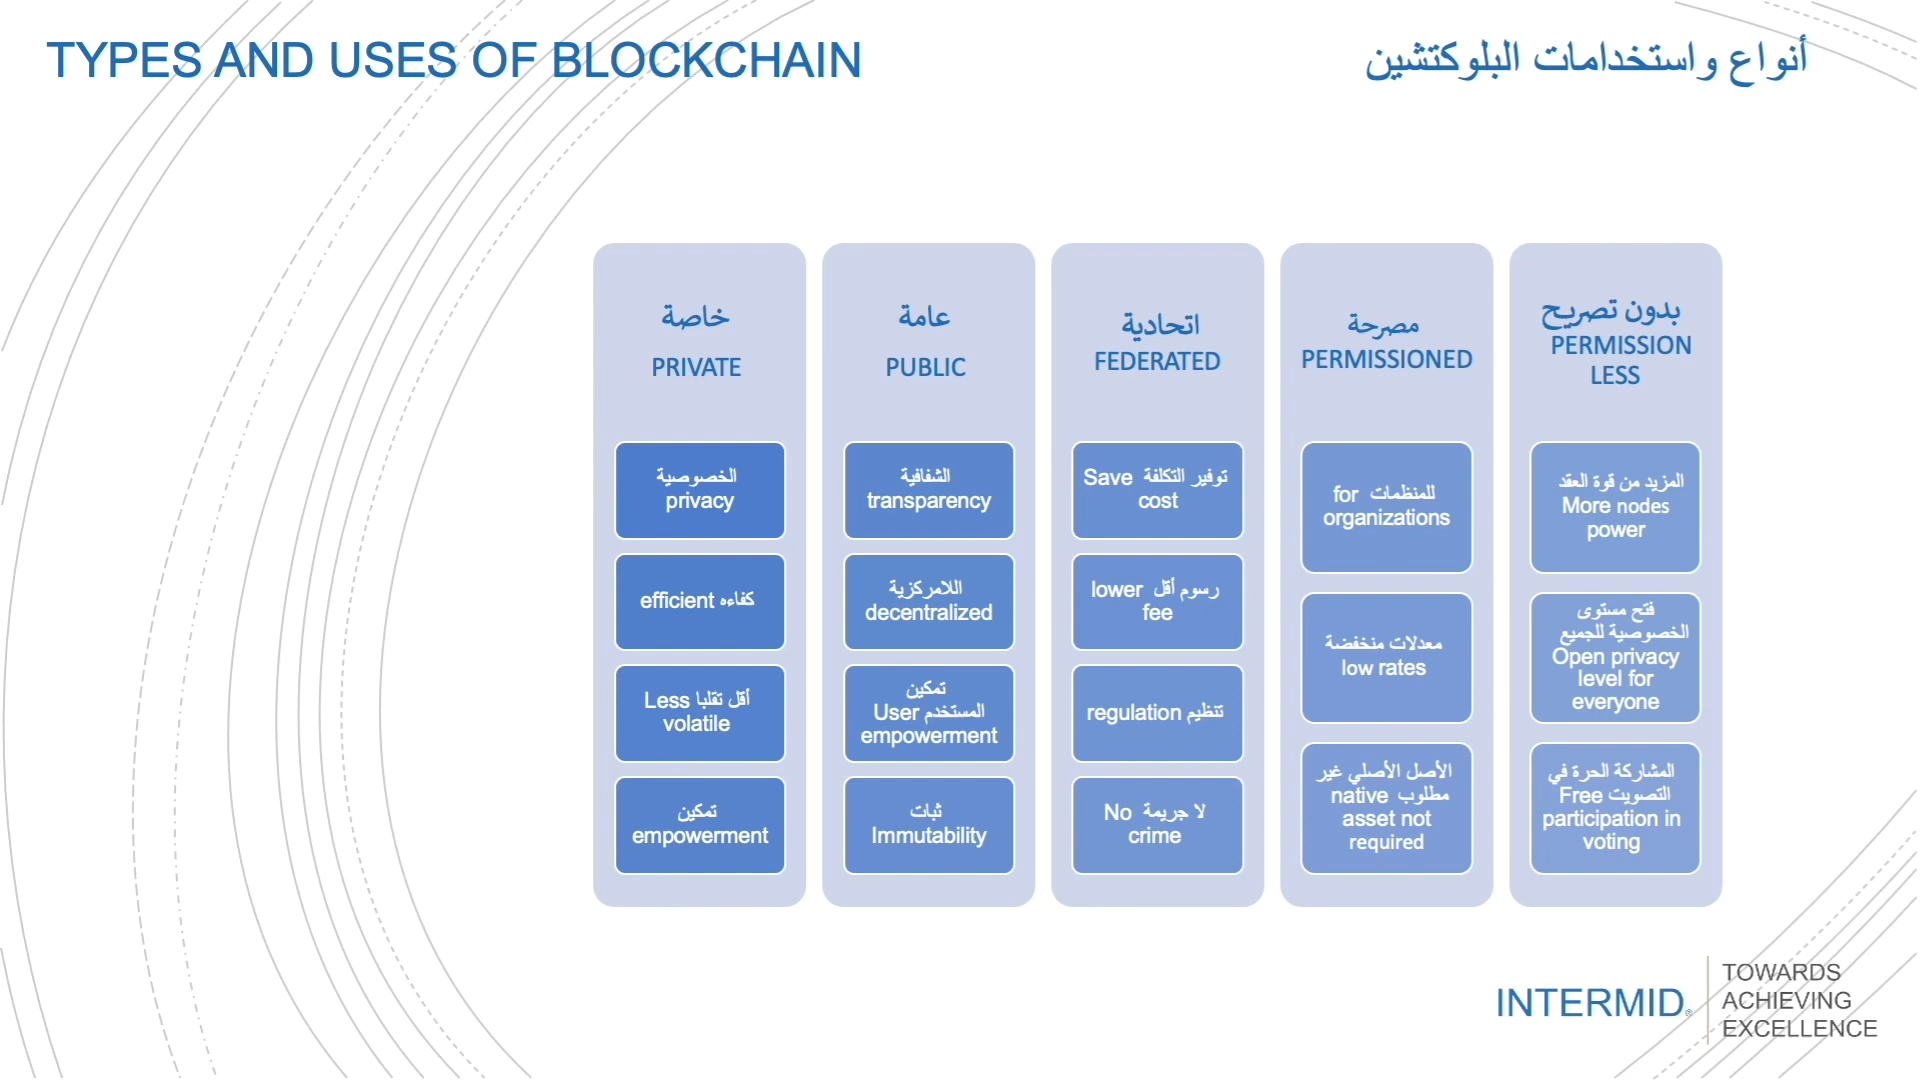 TYPES AND USES OF BLOCKCHAIN
أنواع واستخدامات البلوكتشين
خاصة
PRIVATE
الخصوصية
privacy
efficient كفاءه
Less أقل تقلبا
volatile
تمكين
empowerment
عامة
PUBLIC
الشفافية
transparency
اللامركزية
decentralized
تمكين
User المستخدم
empowerment
ثبات
Immutability
اتحادية
FEDERATED
Save توفير التكلفة
cost
lower رسوم أقل
fee
regulation تنظيم
No لا جريمة
crime
مصرحة
PERMISSIONED
for للمنظمات
organizations
معدلات منخفضة
low rates
الأصل الأصلي غير
native مطلوب
asset not
required
بدون تصريح
PERMISSION
LESS
المزيد من قوة العقد
More nodes
power
فتح مستوى
الخصوصية للجميع
Open privacy
level for
everyone
المشاركة الحرة في
Free التصويت
participation in
voting
INTERMID®
TOWARDS
ACHIEVING
EXCELLENCE